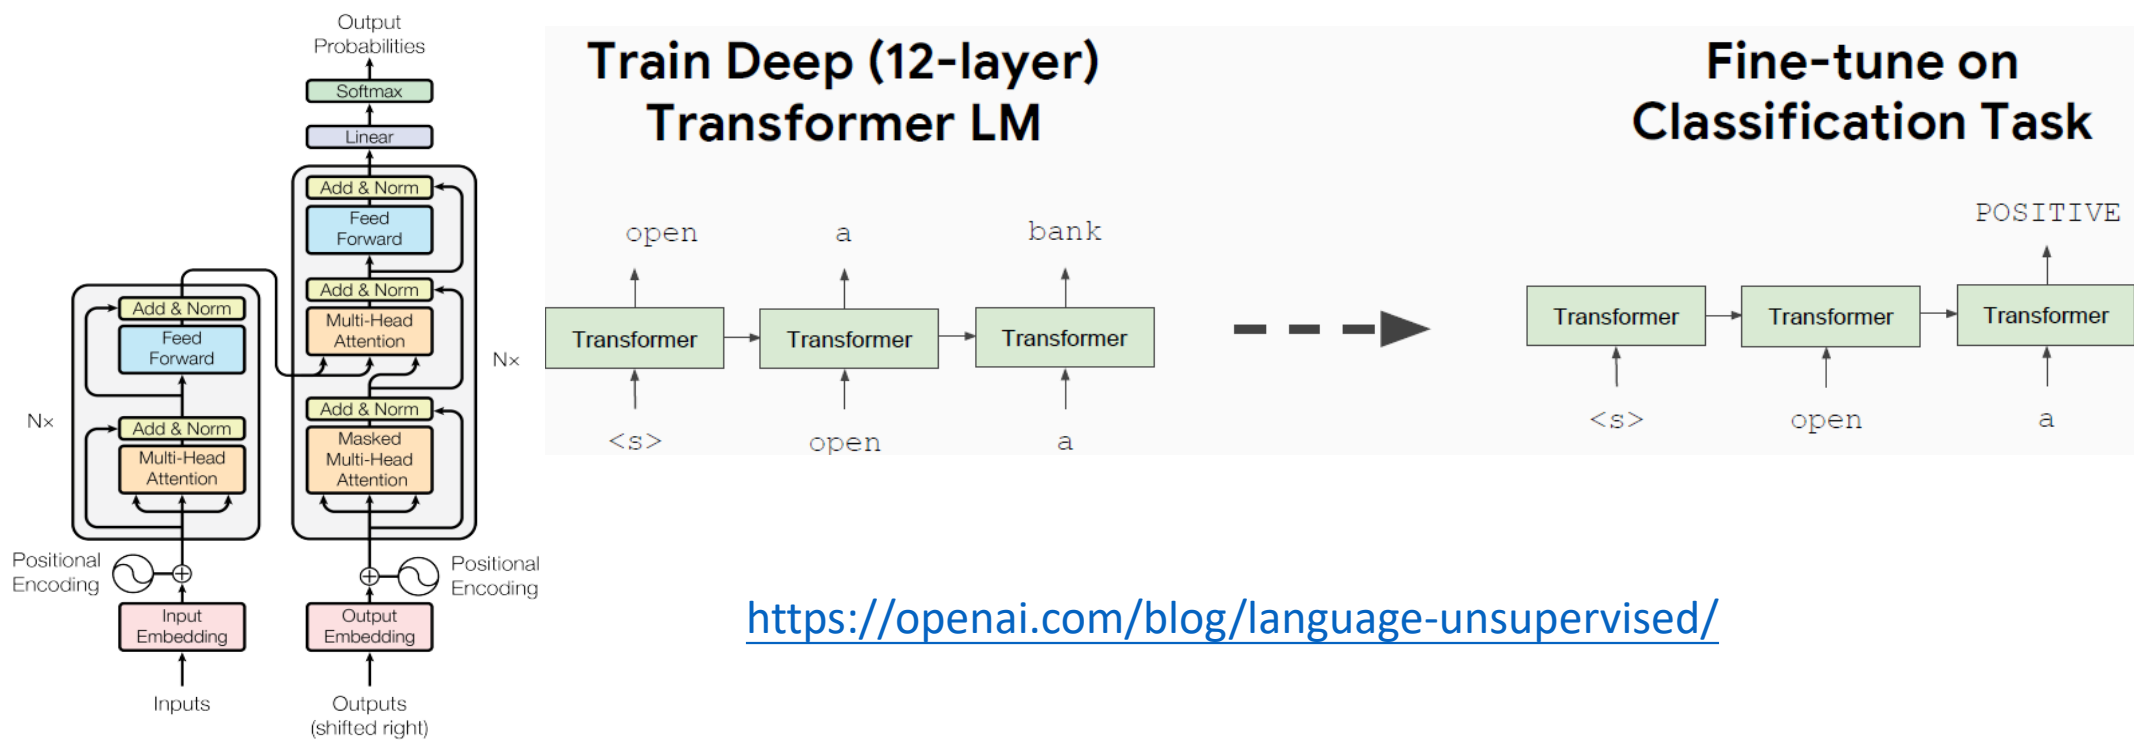 Output
Probabilities
Softmax
Linear
Add & Norm
Feed
Forward
Add & Norm
Multi-Head
Attention
Add & Norm
Masked
Multi-Head
Attention
Nx
Add & Norm
Feed
Forward
Add & Norm
Multi-Head
Attention
Nx
Positional
Encoding
Positional
Encoding
Input
Embedding
Output
Embedding
Inputs
Outputs
(shifted right)
Train Deep (12-layer)
Transformer LM
open a bank
Transformer Transformer Transformer
<s> open a
Fine-tune on
Classification Task
POSITIVE
Transformer Transformer Transformer
<s> open a
https://openai.com/blog/language-unsupervised/